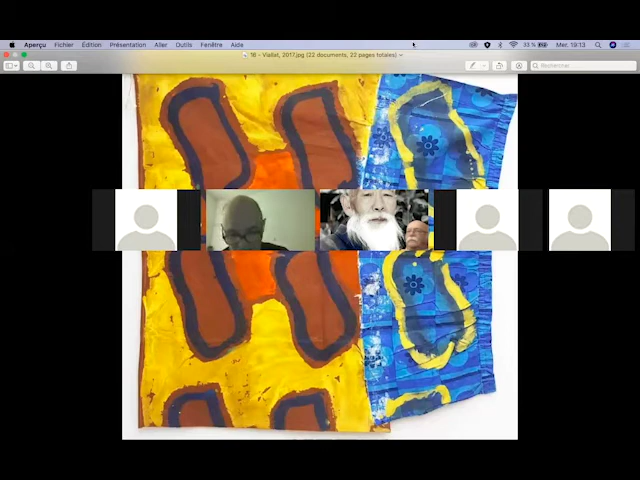 Aperçu Fichier Édition Présentation Aller Outils Fenêtre Aide 33 % Mer. 19:13
16 – Viallat, 2017.jpg (22 documents, 22 pages totales)
Rechercher